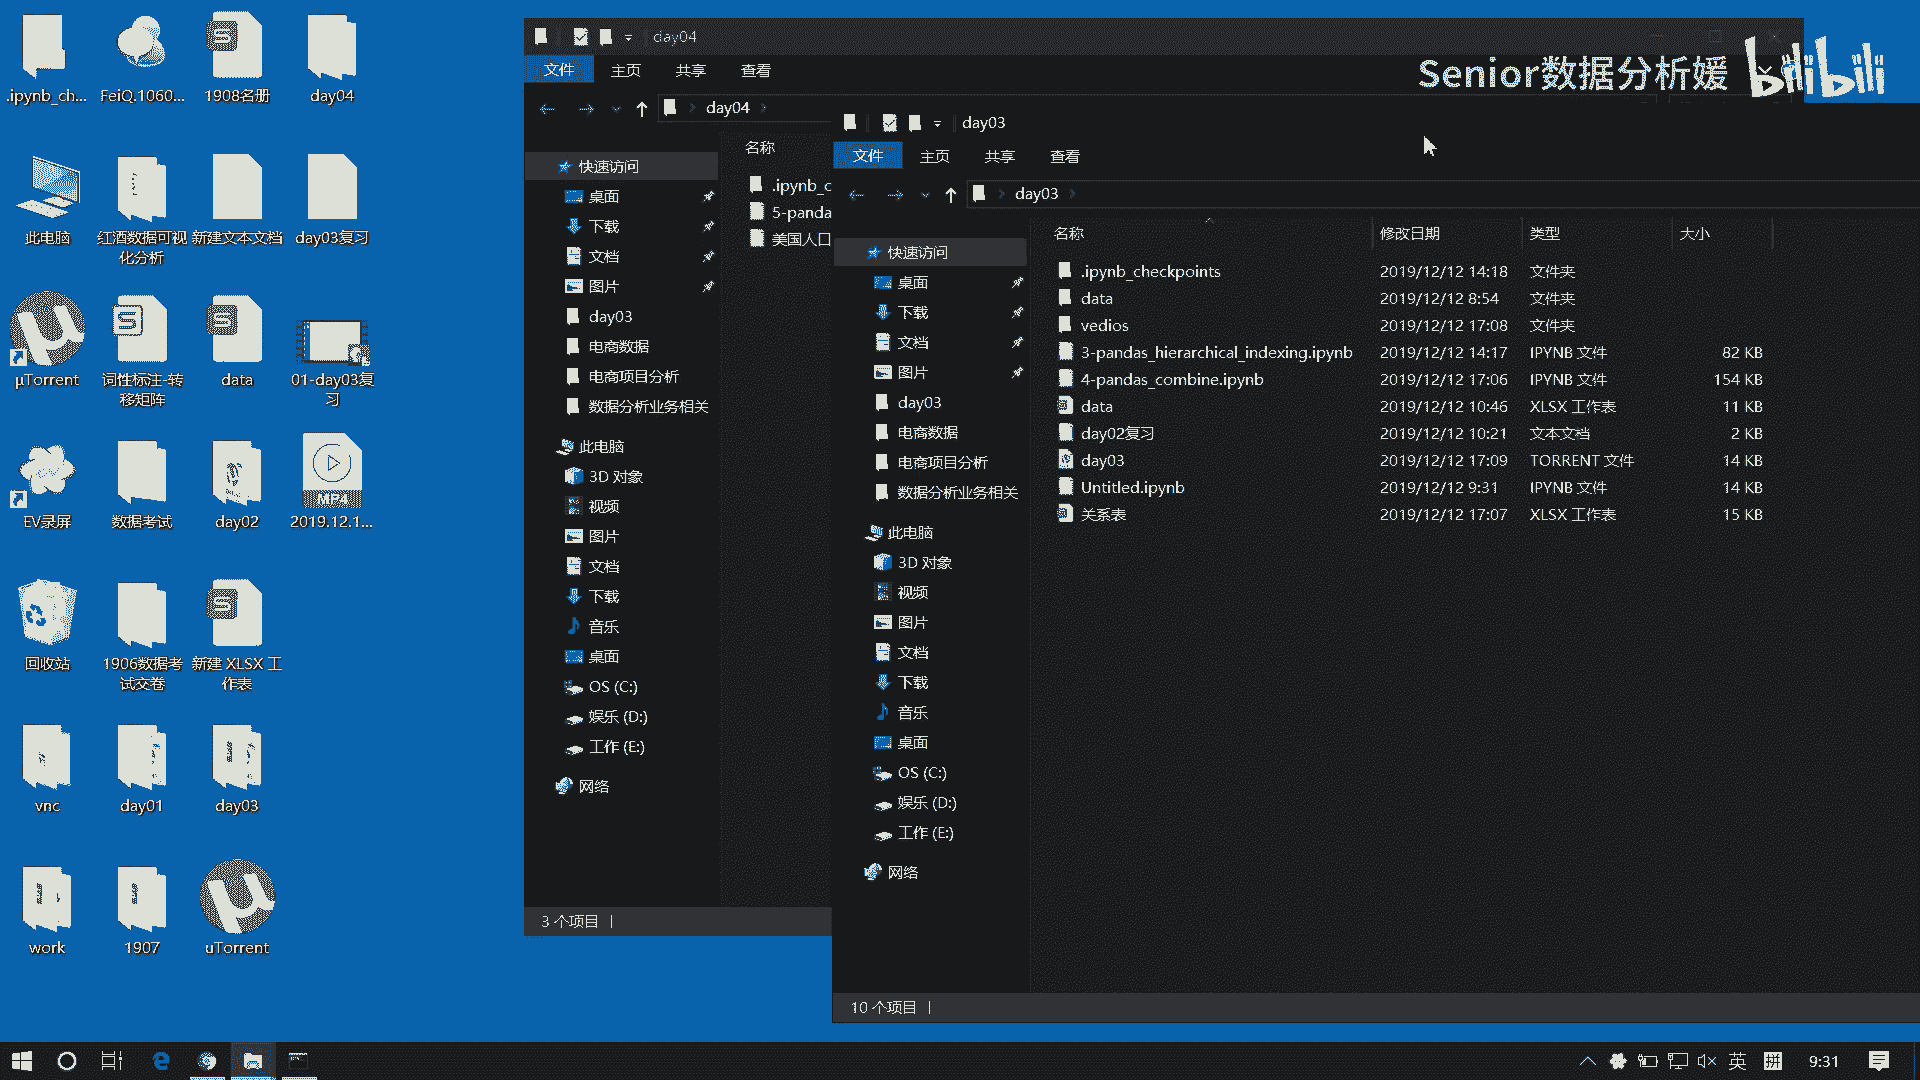 .ipynb_ch...
FeiQ.1060...
1908名册
day04
此电脑
红酒数据可视
化分析
新建文本文档
day03复习
µTorrent
词性标注-转
移矩阵
data
01-day03复
习
EV录屏
数据考试
day02
MP4
2019.12.1...
回收站
1906数据考
试交卷
新建 XLSX 工
作表
vnc
day01
day03
work
1907
uTorrent
day04
文件
主页
共享
查看
day04
名称
快速访问
桌面
下载
文档
图片
day03
电商数据
电商项目分析
数据分析业务相关
此电脑
3D 对象
视频
图片
文档
下载
音乐
桌面
OS (C:)
娱乐 (D:)
工作 (E:)
网络
.ipynb_c
5-panda
美国人口
3 个项目
Senior数据分析媛
bilibili
day03
文件
主页
共享
查看
day03
快速访问
桌面
下载
文档
图片
day03
电商数据
电商项目分析
数据分析业务相关
此电脑
3D 对象
视频
图片
文档
下载
音乐
桌面
OS (C:)
娱乐 (D:)
工作 (E:)
网络
名称 修改日期 类型 大小
.ipynb_checkpoints 2019/12/12 14:18 文件夹
data 2019/12/12 8:54 文件夹
vedios 2019/12/12 17:08 文件夹
3-pandas_hierarchical_indexing.ipynb 2019/12/12 14:17 IPYNB 文件 82 KB
4-pandas_combine.ipynb 2019/12/12 17:06 IPYNB 文件 154 KB
data 2019/12/12 10:46 XLSX 工作表 11 KB
day02复习 2019/12/12 10:21 文本文档 2 KB
day03 2019/12/12 17:09 TORRENT 文件 14 KB
Untitled.ipynb 2019/12/12 9:31 IPYNB 文件 14 KB
关系表 2019/12/12 17:07 XLSX 工作表 15 KB
10 个项目
英
拼
9:31